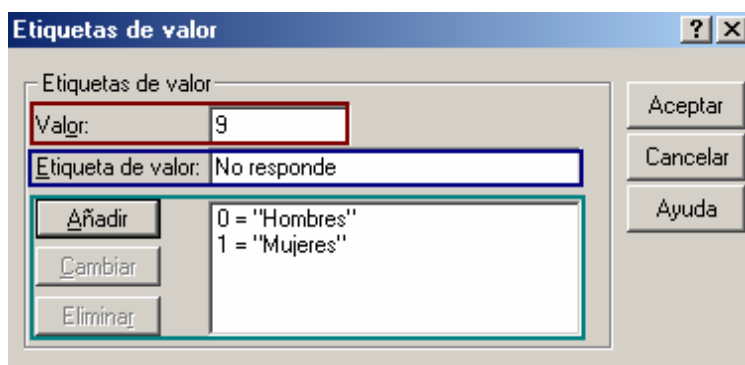 Etiquetas de valor
Etiquetas de valor
Valor: 9
Etiqueta de valor: No responde
Añadir
Cambiar
Eliminar
0 = "Hombres"
1 = "Mujeres"
Aceptar
Cancelar
Ayuda